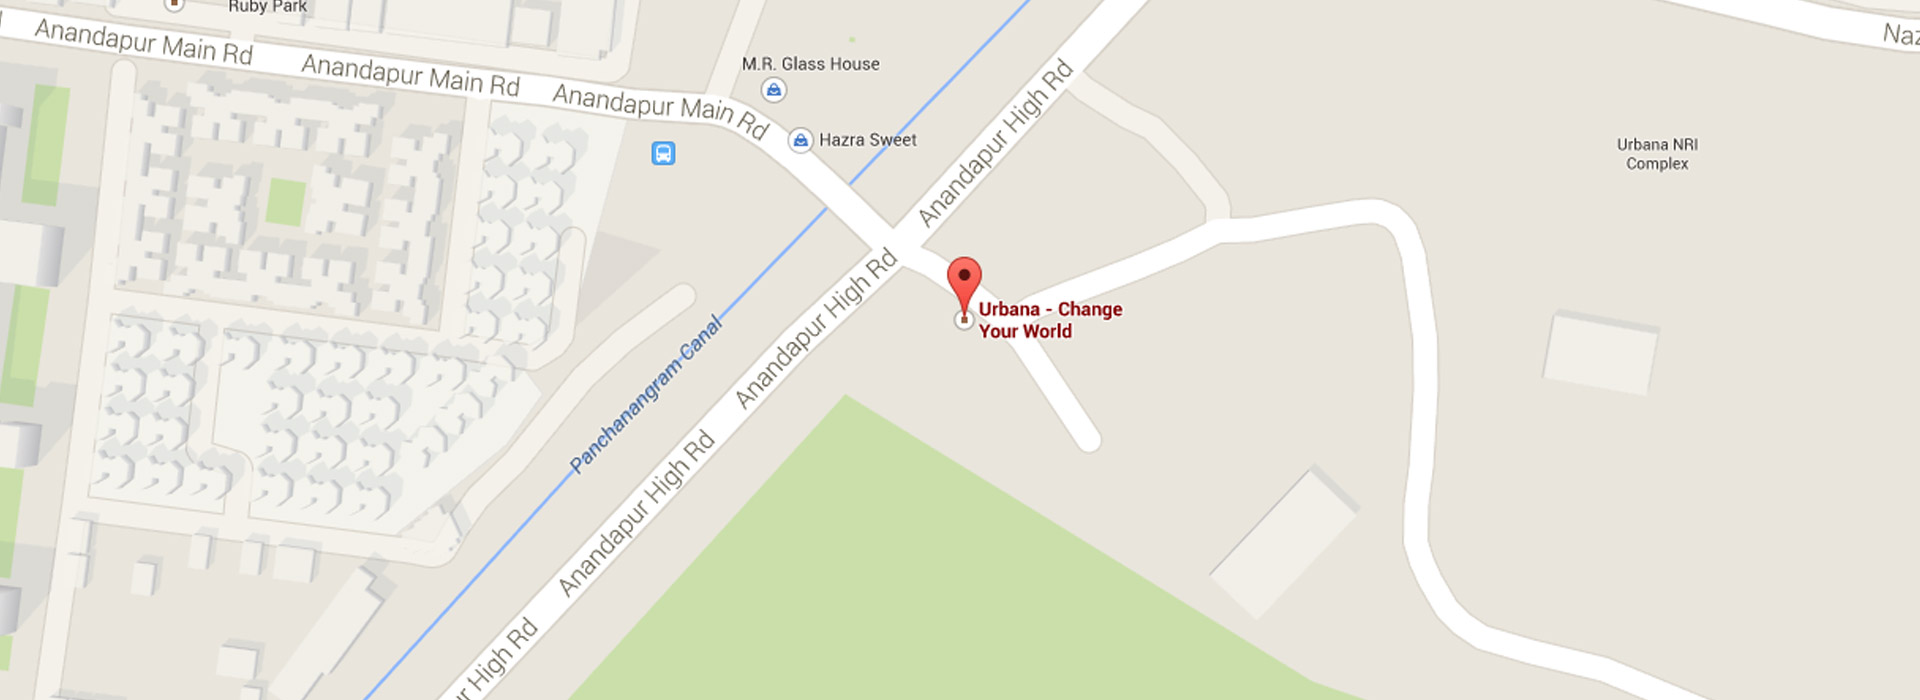 Ruby Park
Anandapur Main Rd
Anandapur Main Rd
Anandapur Main Rd
M.R. Glass House
Hazra Sweet
Anandapur High Rd
Urbana NRI
Complex
Anandapur High Rd
Urbana - Change
Your World
Panchanangram Canal
Anandapur High Rd
High Rd